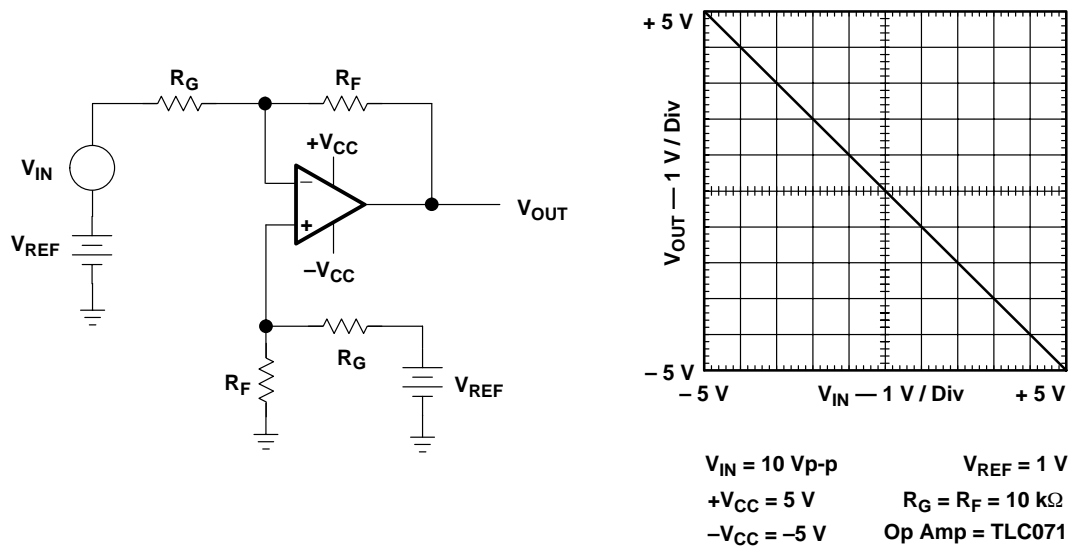 R_G
R_F
V_IN
V_REF
+V_CC
−
+
−V_CC
V_OUT
R_F
R_G
V_REF
+ 5 V
V_OUT — 1 V / Div
– 5 V
– 5 V
V_IN — 1 V / Div
+ 5 V
V_IN = 10 Vp-p
V_REF = 1 V
+V_CC = 5 V
R_G = R_F = 10 kΩ
−V_CC = –5 V
Op Amp = TLC071